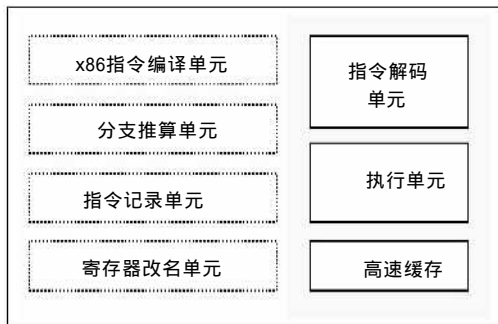 x86指令编译单元
分支推算单元
指令记录单元
寄存器改名单元
指令解码
单元
执行单元
高速缓存